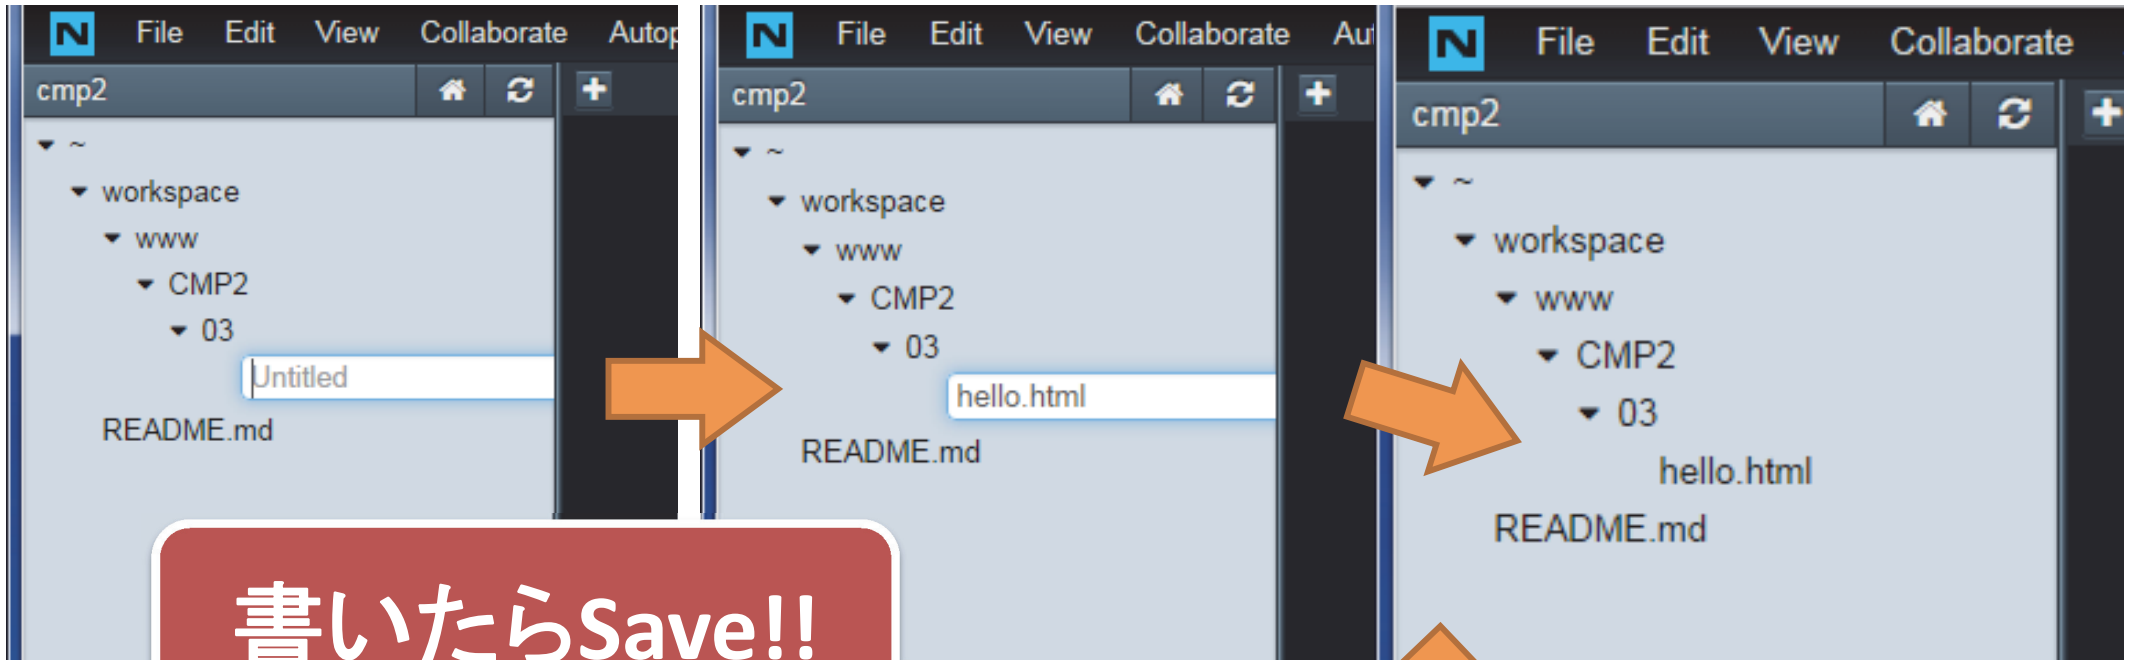 N File Edit View Collaborate Autop
cmp2
~
workspace
www
CMP2
03
Untitled
README.md
N File Edit View Collaborate Aut
cmp2
~
workspace
www
CMP2
03
hello.html
README.md
N File Edit View Collaborate
cmp2
~
workspace
www
CMP2
03
hello.html
README.md
書いたらSave!!